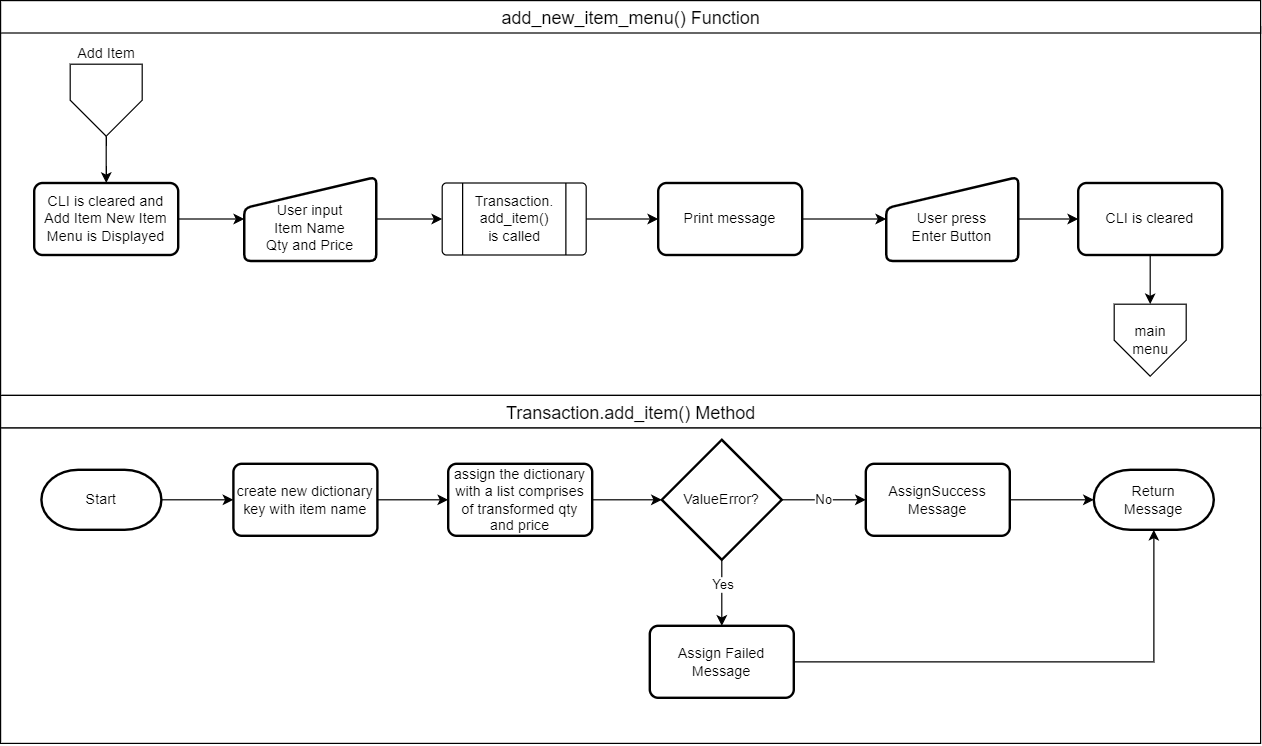 add_new_item_menu() Function
Add Item
CLI is cleared and
Add Item New Item
Menu is Displayed
User input
Item Name
Qty and Price
Transaction.
add_item()
is called
Print message
User press
Enter Button
CLI is cleared
main
menu
Transaction.add_item() Method
Start
create new dictionary
key with item name
assign the dictionary
with a list comprises
of transformed qty
and price
ValueError?
No
AssignSuccess
Message
Return
Message
Yes
Assign Failed
Message